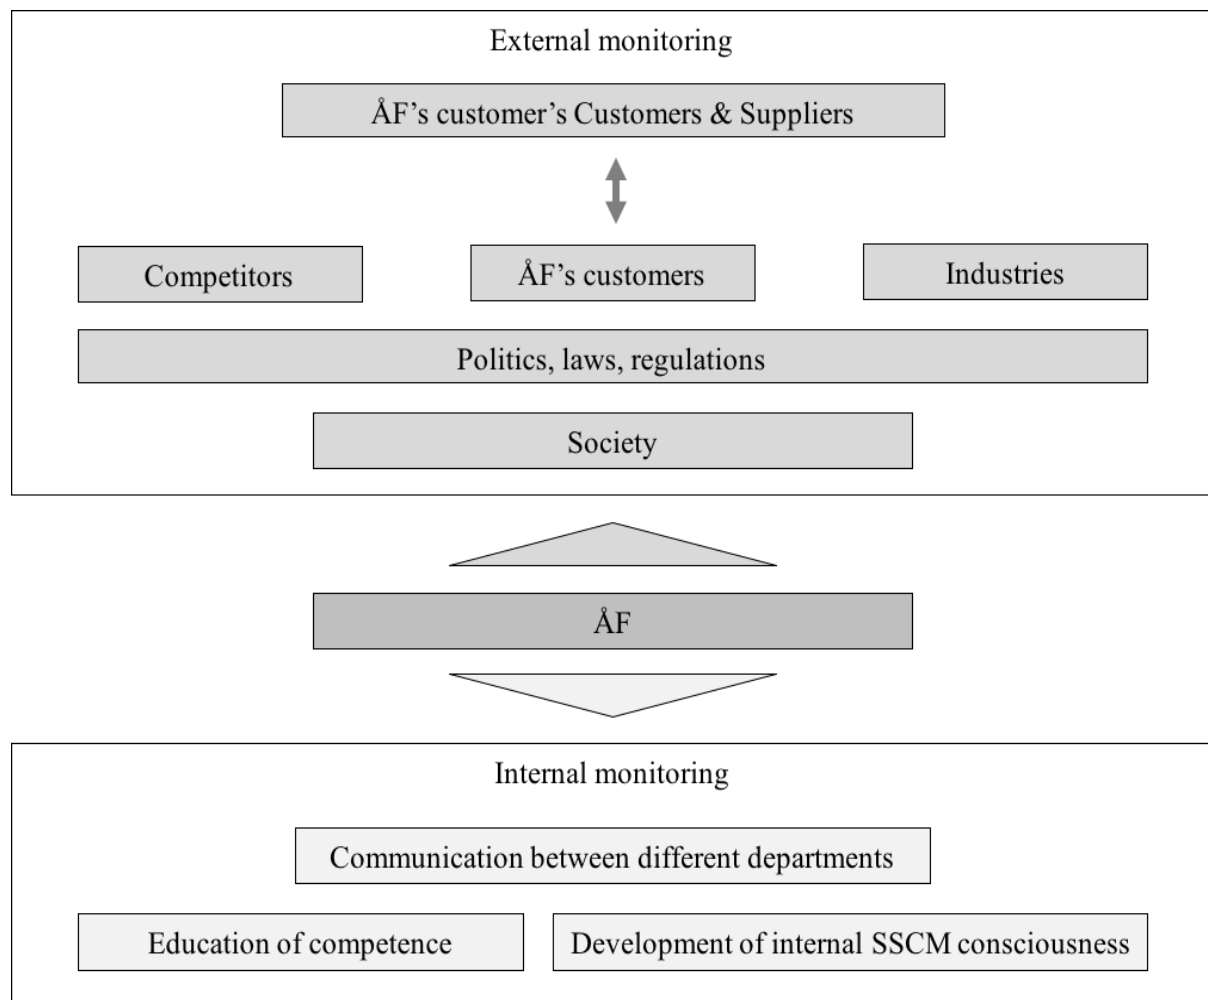 External monitoring
ÅF’s customer’s Customers & Suppliers
Competitors
ÅF’s customers
Industries
Politics, laws, regulations
Society
ÅF
Internal monitoring
Communication between different departments
Education of competence
Development of internal SSCM consciousness